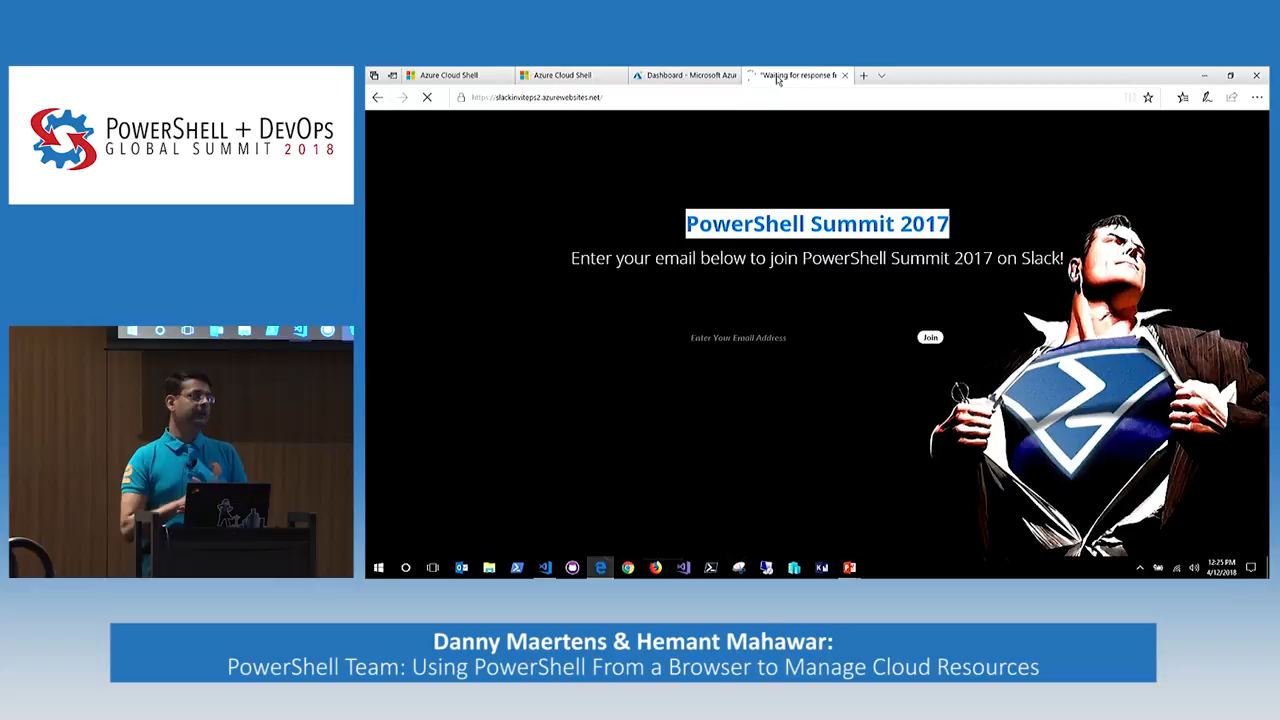 POWERSHELL + DEVOPS
GLOBAL SUMMIT 2018
Azure Cloud Shell
Azure Cloud Shell
Dashboard - Microsoft Azur
"Waiting for response fr
https://slackinviteps2.azurewebsites.net/
PowerShell Summit 2017
Enter your email below to join PowerShell Summit 2017 on Slack!
Enter Your Email Address
Join
12:25 PM
4/12/2018
Danny Maertens & Hemant Mahawar:
PowerShell Team: Using PowerShell From a Browser to Manage Cloud Resources